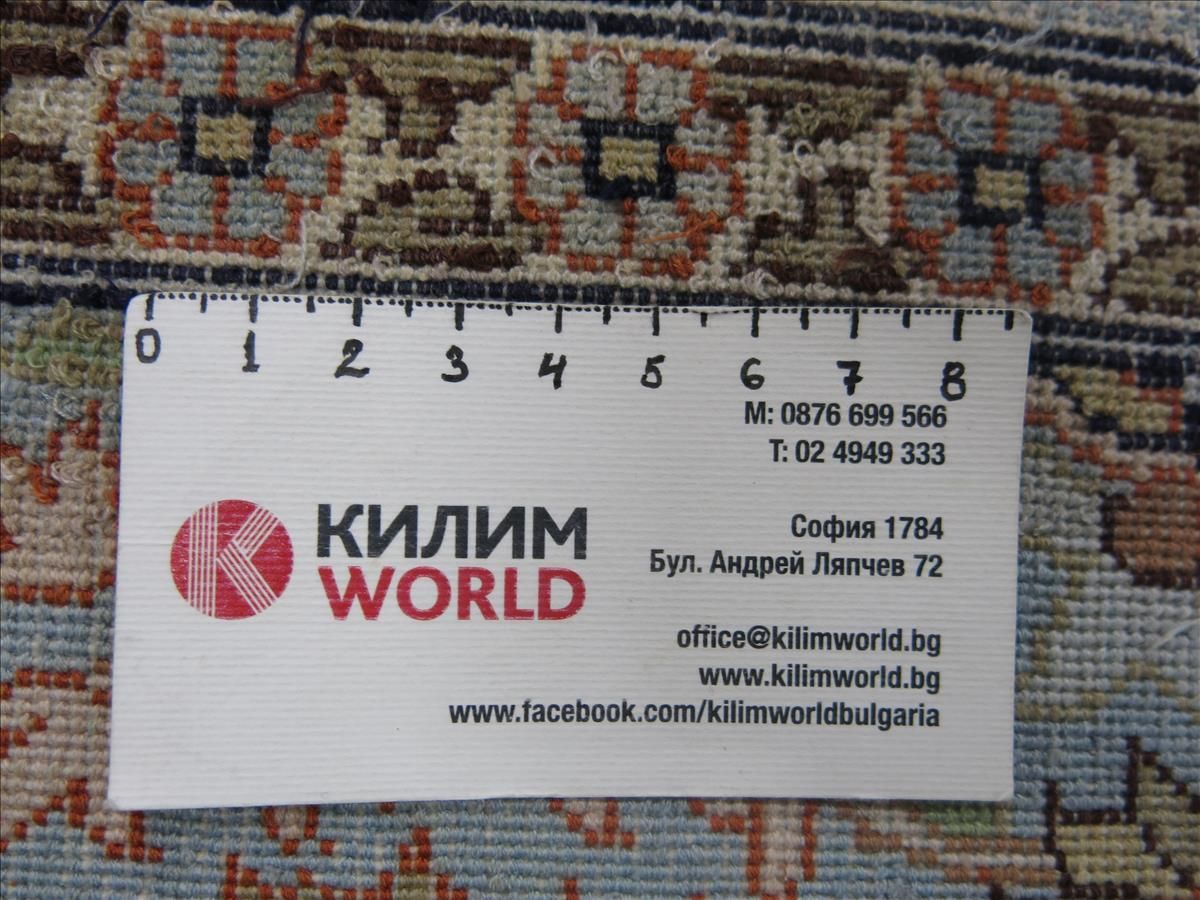 0 1 2 3 4 5 6 7 8
M: 0876 699 566
T: 02 4949 333
КИЛИМ
WORLD
София 1784
Бул. Андрей Ляпчев 72
office@kilimworld.bg
www.kilimworld.bg
www.facebook.com/kilimworldbulgaria